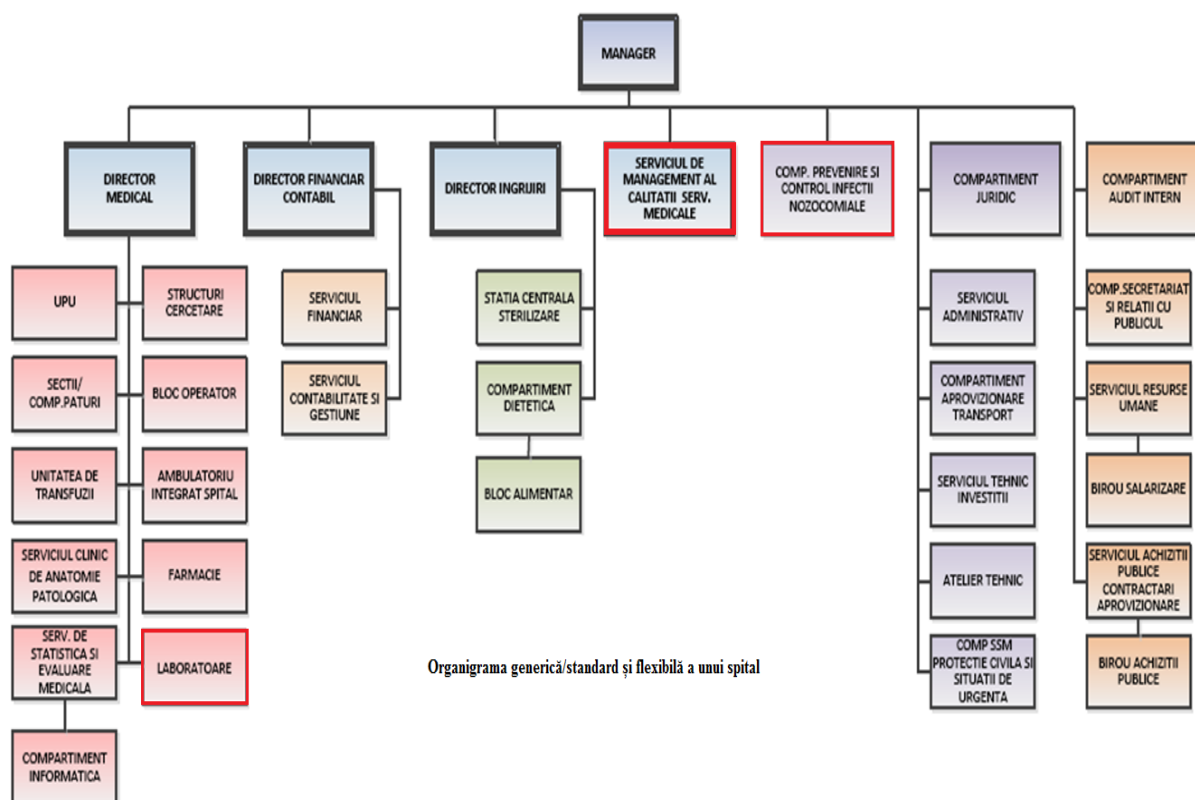 MANAGER
DIRECTOR
MEDICAL
DIRECTOR FINANCIAR
CONTABIL
DIRECTOR INGRIJIRI
SERVICIUL DE
MANAGEMENT AL
CALITATII SERV.
MEDICALE
COMP. PREVENIRE SI
CONTROL INFECTII
NOZOCOMIALE
COMPARTIMENT
JURIDIC
COMPARTIMENT
AUDIT INTERN
UPU
STRUCTURI
CERCETARE
SERVICIUL
FINANCIAR
STATIA CENTRALA
STERILIZARE
SERVICIUL
ADMINISTRATIV
COMP.SECRETARIAT
SI RELATII CU
PUBLICUL
SECTII/
COMP.PATURI
BLOC OPERATOR
SERVICIUL
CONTABILITATE SI
GESTIUNE
COMPARTIMENT
DIETETICA
COMPARTIMENT
APROVIZIONARE
TRANSPORT
SERVICIUL RESURSE
UMANE
UNITATEA DE
TRANSFUZII
AMBULATORIU
INTEGRAT SPITAL
BLOC ALIMENTAR
SERVICIUL TEHNIC
INVESTITII
BIROU SALARIZARE
SERVICIUL CLINIC
DE ANATOMIE
PATOLOGICA
FARMACIE
ATELIER TEHNIC
SERVICIUL ACHIZITII
PUBLICE
CONTRACTARI
APROVIZIONARE
SERV. DE
STATISTICA SI
EVALUARE
MEDICALA
LABORATOARE
Organigrama generică/standard și flexibilă a unui spital
COMP SSM
PROTECTIE CIVILA SI
SITUATII DE
URGENTA
BIROU ACHIZITII
PUBLICE
COMPARTIMENT
INFORMATICA